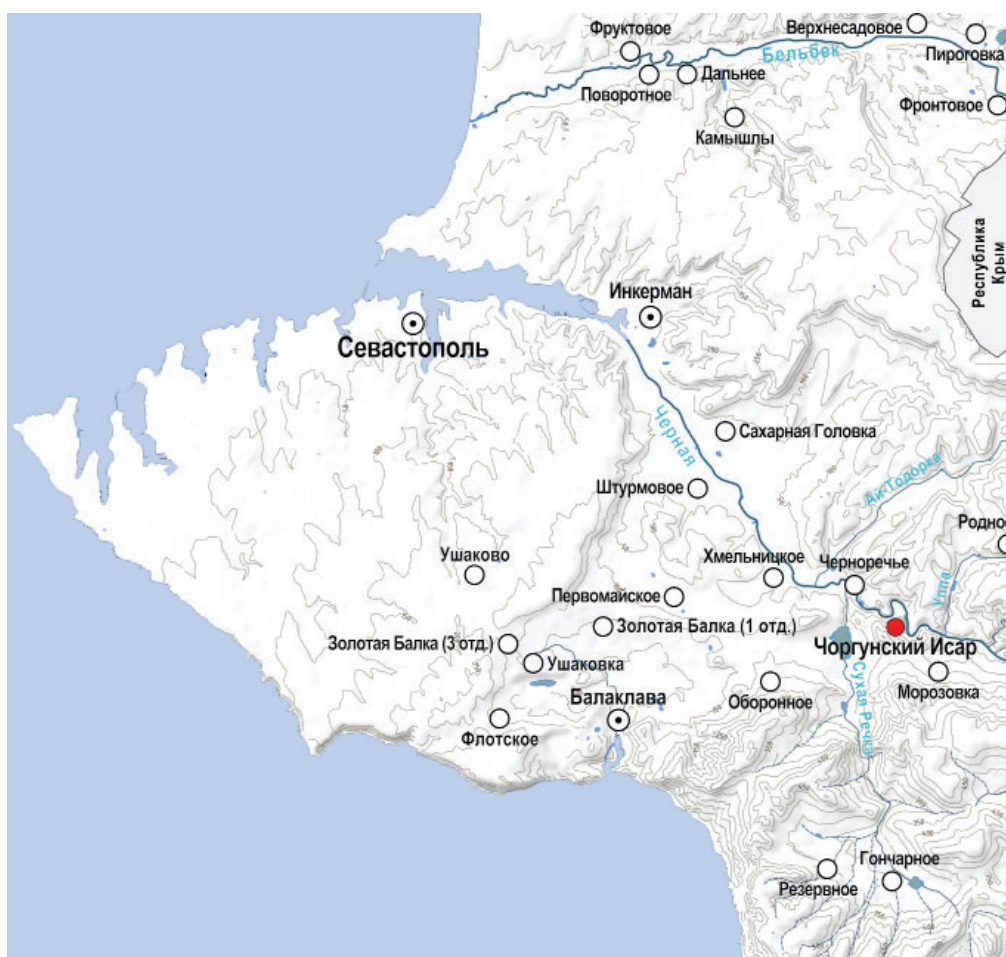 Верхнесадовое
Фруктовое
Пироговка
Бельбек
Дальнее
Поворотное
Фронтовое
Камышлы
Республика
Крым
Инкерман
Севастополь
Черная
Сахарная Головка
Ай-Тодорка
Штурмовое
Родно
Ушаково
Хмельницкое
Черноречье
Уппа
Первомайское
Золотая Балка (1 отд.)
Золотая Балка (3 отд.)
Чоргунский Исар
Ушаковка
Сухая Речка
Балаклава
Оборонное
Морозовка
Флотское
Гончарное
Резервное